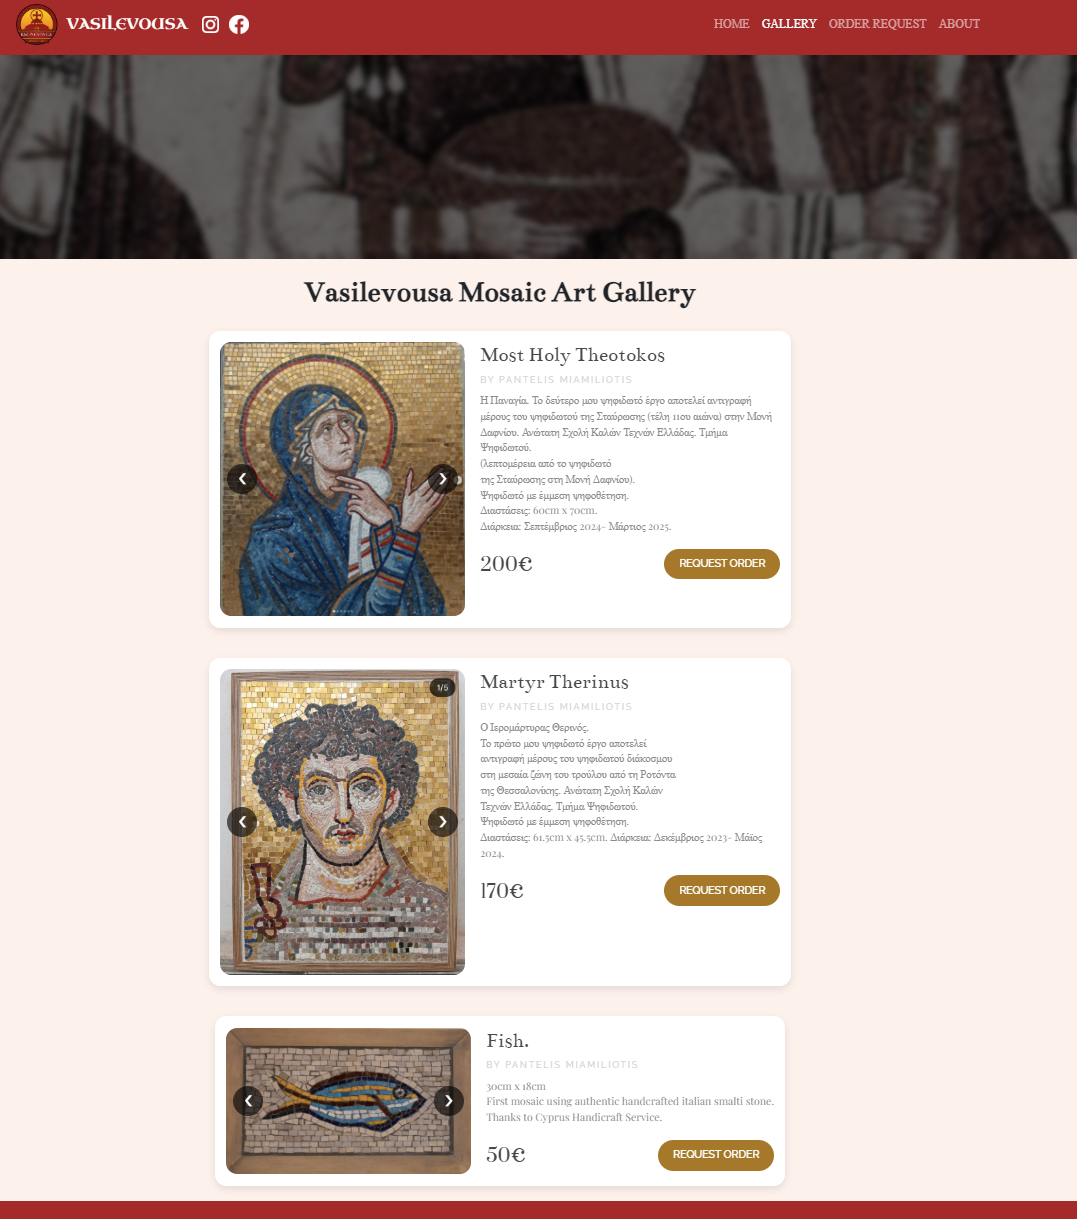 VASILEVOUSA
HOME GALLERY ORDER REQUEST ABOUT
Vasilevousa Mosaic Art Gallery
Most Holy Theotokos
BY PANTELIS MIAMILIOTIS
Η Παναγία. Το δεύτερο μου ψηφιδωτό έργο αποτελεί αντιγραφή
μέρους του ψηφιδωτού της Σταύρωσης (τέλη 11ου αιώνα) στην Μονή
Δαφνίου. Ανώτατη Σχολή Καλών Τεχνών Ελλάδας. Τμήμα
Ψηφιδωτού.
(λεπτομέρεια από το ψηφιδωτό
της Σταύρωσης στη Μονή Δαφνίου).
Ψηφιδωτό με έμμεση ψηφοθέτηση.
Διαστάσεις: 60cm x 70cm.
Διάρκεια: Σεπτέμβριος 2024- Μάρτιος 2025.
200€
REQUEST ORDER
1/5
Martyr Therinus
BY PANTELIS MIAMILIOTIS
Ο Ιερομάρτυρας Θερινός.
Το πρώτο μου ψηφιδωτό έργο αποτελεί
αντιγραφή μέρους του ψηφιδωτού διάκοσμου
στη μεσαία ζώνη του τρούλου από τη Ροτόντα
της Θεσσαλονίκης. Ανώτατη Σχολή Καλών
Τεχνών Ελλάδας. Τμήμα Ψηφιδωτού.
Ψηφιδωτό με έμμεση ψηφοθέτηση.
Διαστάσεις: 61.5cm x 45.5cm. Διάρκεια: Δεκέμβριος 2023- Μάϊος
2024.
170€
REQUEST ORDER
Fish.
BY PANTELIS MIAMILIOTIS
30cm x 18cm
First mosaic using authentic handcrafted italian smalti stone.
Thanks to Cyprus Handicraft Service.
50€
REQUEST ORDER